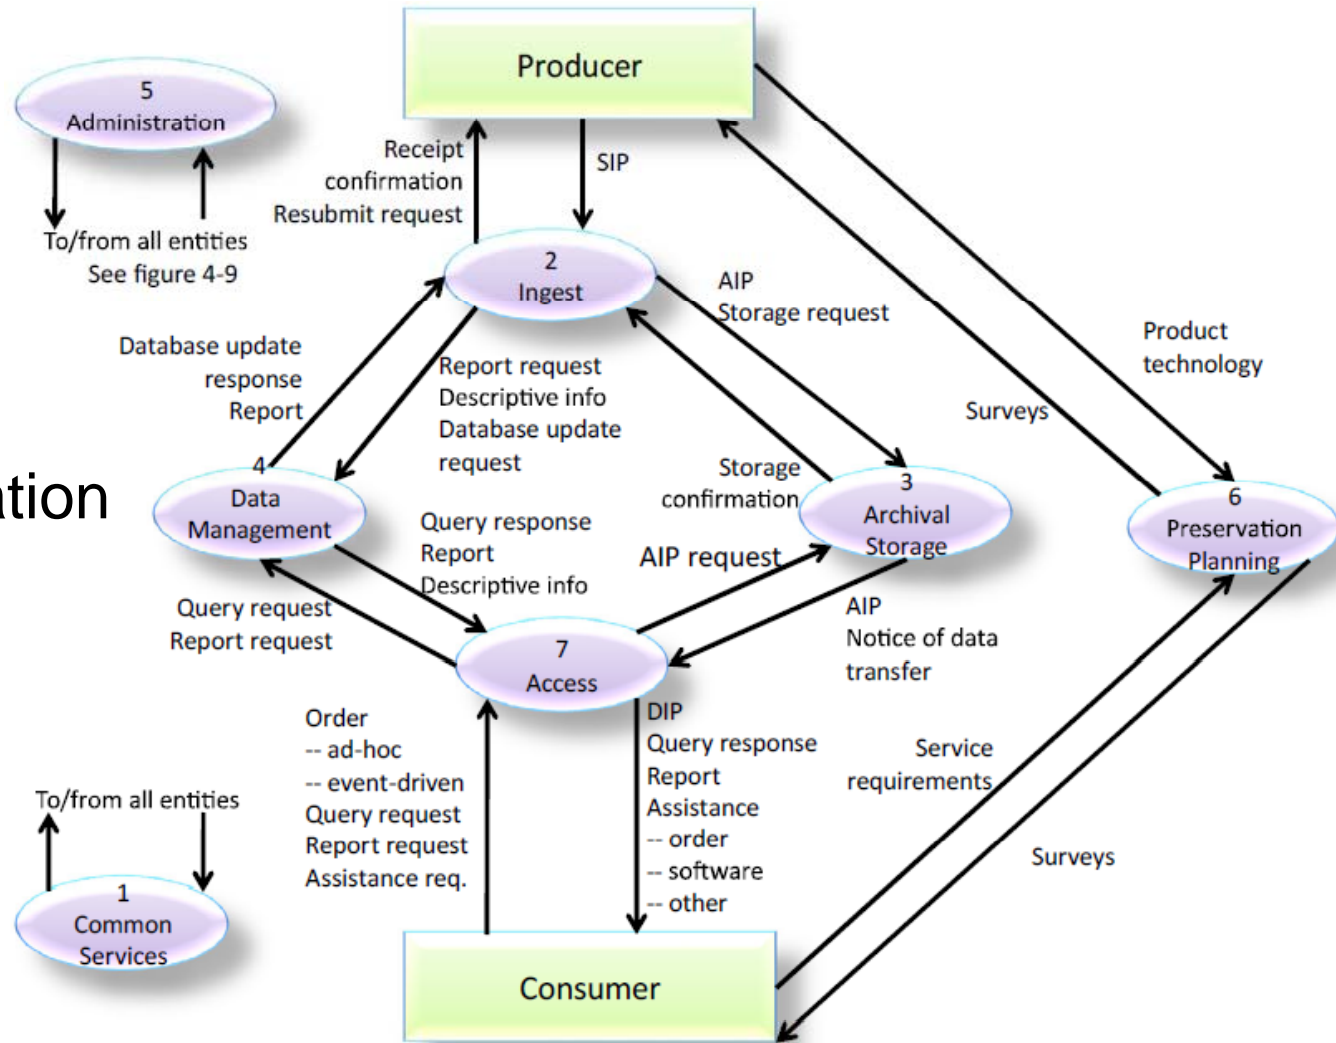 Producer
5
Administration
Receipt
confirmation
Resubmit request
SIP
To/from all entities
See figure 4-9
2
Ingest
AIP
Storage request
Database update
response
Report
Report request
Descriptive info
Database update
request
Product
technology
Surveys
ation
4
Data
Management
Storage
confirmation
3
Archival
Storage
6
Preservation
Planning
Query response
Report
Descriptive info
AIP request
Query request
Report request
AIP
Notice of data
transfer
7
Access
Order
-- ad-hoc
-- event-driven
Query request
Report request
Assistance req.
DIP
Query response
Report
Assistance
-- order
-- software
-- other
Service
requirements
Surveys
To/from all entities
1
Common
Services
Consumer